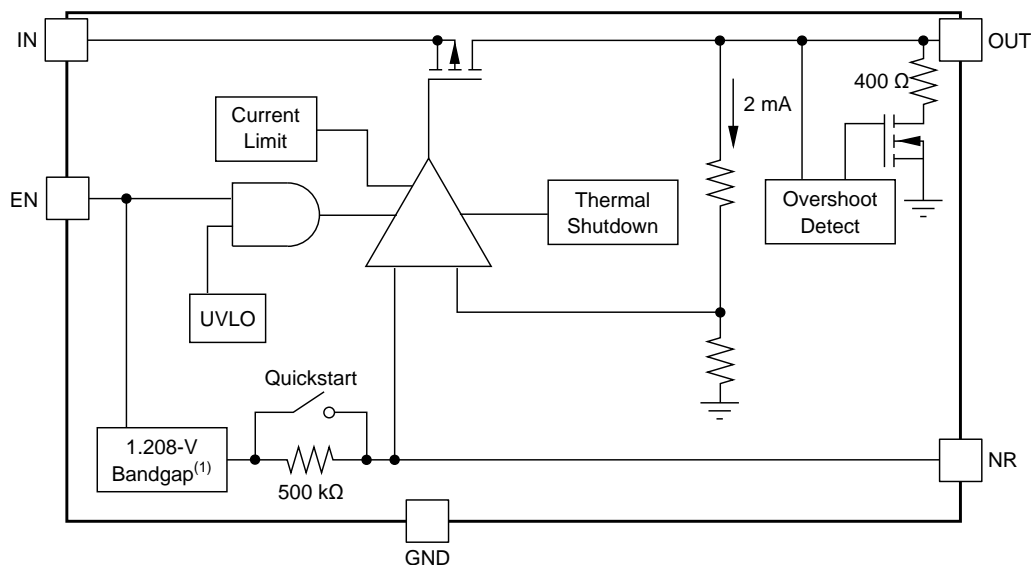 IN
OUT
400 Ω
2 mA
Current
Limit
EN
Thermal
Shutdown
Overshoot
Detect
UVLO
Quickstart
1.208-V
Bandgap(1)
500 kΩ
NR
GND